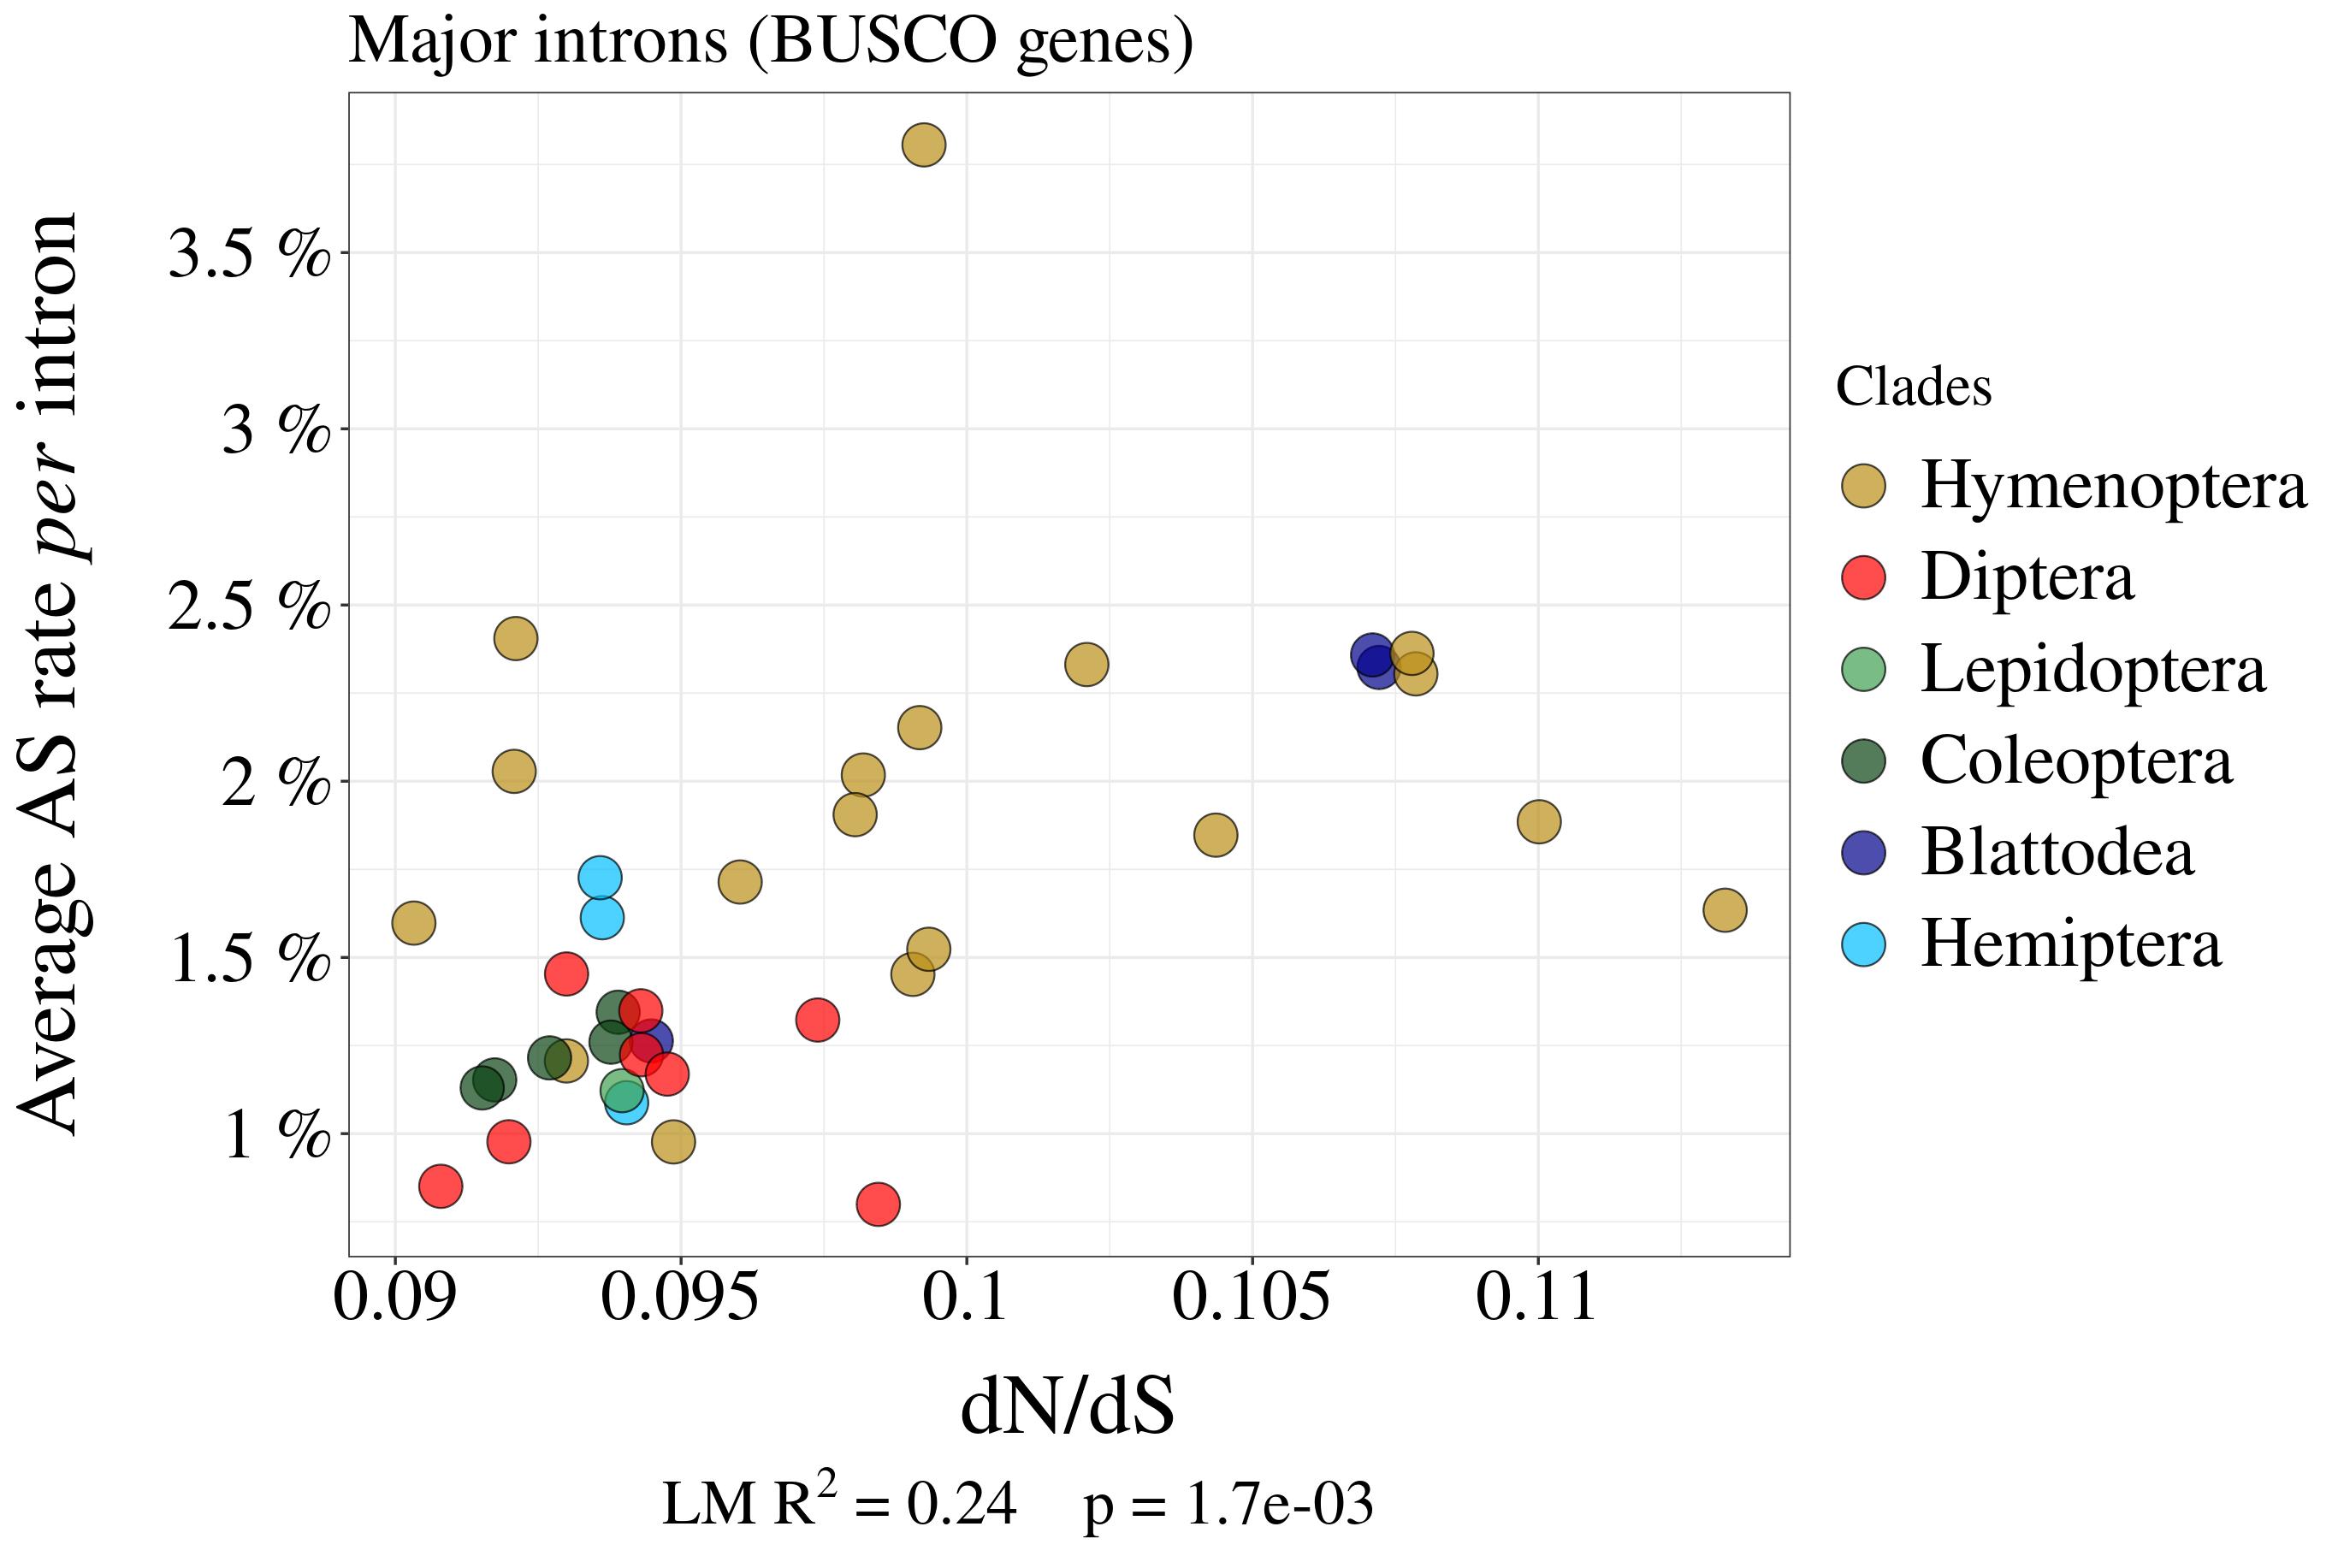 Major introns (BUSCO genes)
Average AS rate per intron
3.5 %
3 %
2.5 %
2 %
1.5 %
1 %
0.09 0.095 0.1 0.105 0.11
dN/dS
LM R² = 0.24 p = 1.7e-03
Clades
Hymenoptera
Diptera
Lepidoptera
Coleoptera
Blattodea
Hemiptera